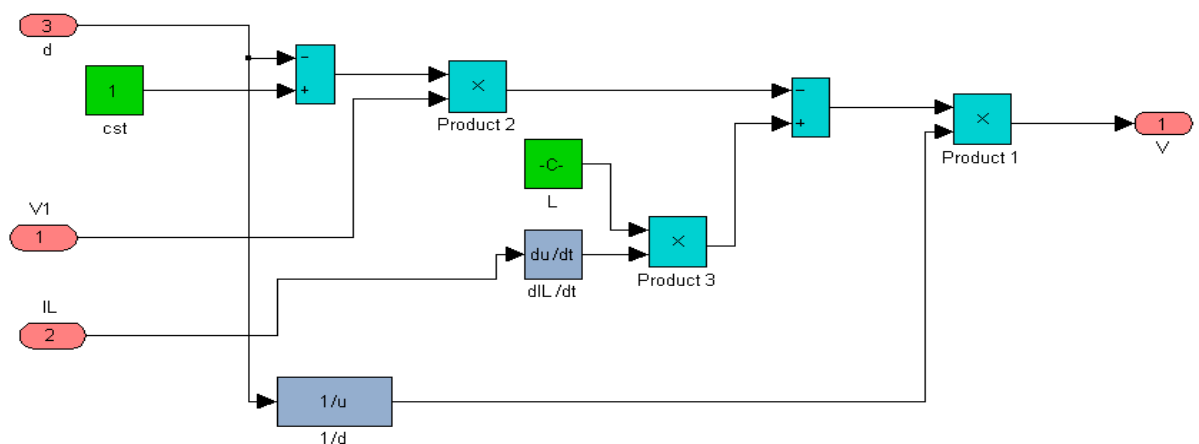 3
d
−
+
1
cst
×
Product 2
−
+
×
Product 1
1
V
-C-
L
V1
1
×
Product 3
du/dt
dIL/dt
IL
2
1/u
1/d